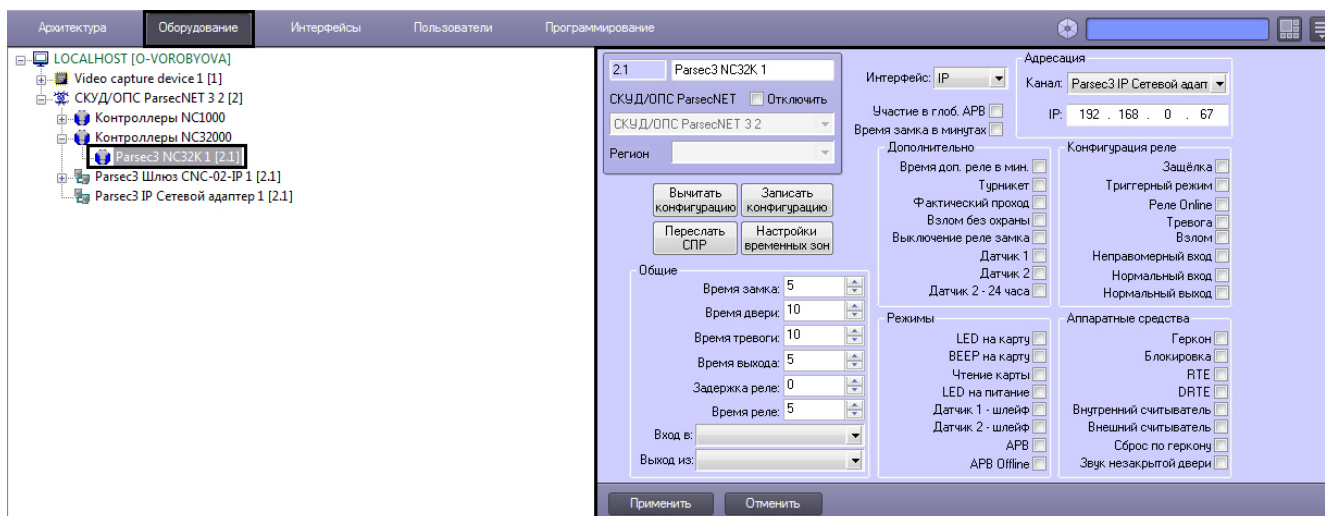 Архитектура Оборудование Интерфейсы Пользователи Программирование
LOCALHOST [O-VOROBYOVA]
Video capture device 1 [1]
СКУД/ОПС ParsecNET 3 2 [2]
Контроллеры NC1000
Контроллеры NC32000
Parsec3 NC32K 1 [2.1]
Parsec3 Шлюз CNC-02-IP 1 [2.1]
Parsec3 IP Сетевой адаптер 1 [2.1]
2.1 Parsec3 NC32K 1
СКУД/ОПС ParsecNET Отключить
СКУД/ОПС ParsecNET 3 2
Регион
Вычитать конфигурацию
Записать конфигурацию
Переслать СПР
Настройки временных зон
Общие
Время замка: 5
Время двери: 10
Время тревоги: 10
Время выхода: 5
Задержка реле: 0
Время реле: 5
Вход в:
Выход из:
Интерфейс: IP
Участие в глоб. APB
Время замка в минутах
Адресация
Канал: Parsec3 IP Сетевой адап
IP: 192 . 168 . 0 . 67
Дополнительно
Время доп. реле в мин.
Турникет
Фактический проход
Взлом без охраны
Выключение реле замка
Датчик 1
Датчик 2
Датчик 2 - 24 часа
Конфигурация реле
Защёлка
Триггерный режим
Реле Online
Тревога
Взлом
Неправомерный вход
Нормальный вход
Нормальный выход
Режимы
LED на карту
BEEP на карту
Чтение карты
LED на питание
Датчик 1 - шлейф
Датчик 2 - шлейф
APB
APB Offline
Аппаратные средства
Геркон
Блокировка
RTE
DRTE
Внутренний считыватель
Внешний считыватель
Сброс по геркону
Звук незакрытой двери
Применить Отменить